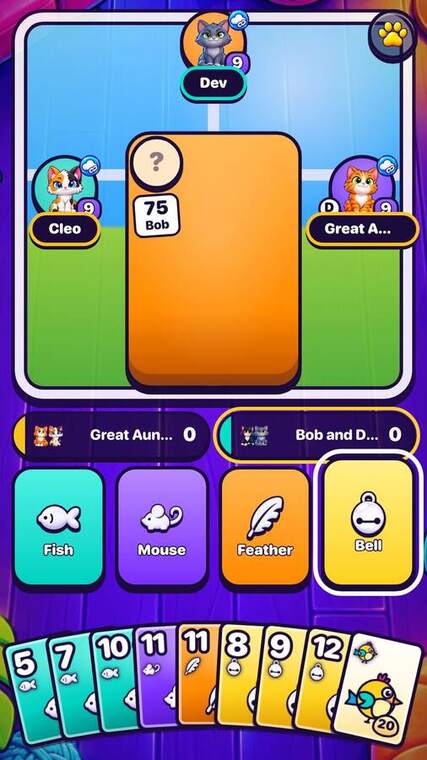 9
Dev
?
75
Bob
9
Cleo
D
9
Great A...
Great Aun... 0
Bob and D... 0
Fish
Mouse
Feather
Bell
5
7
10
11
11
8
9
12
20